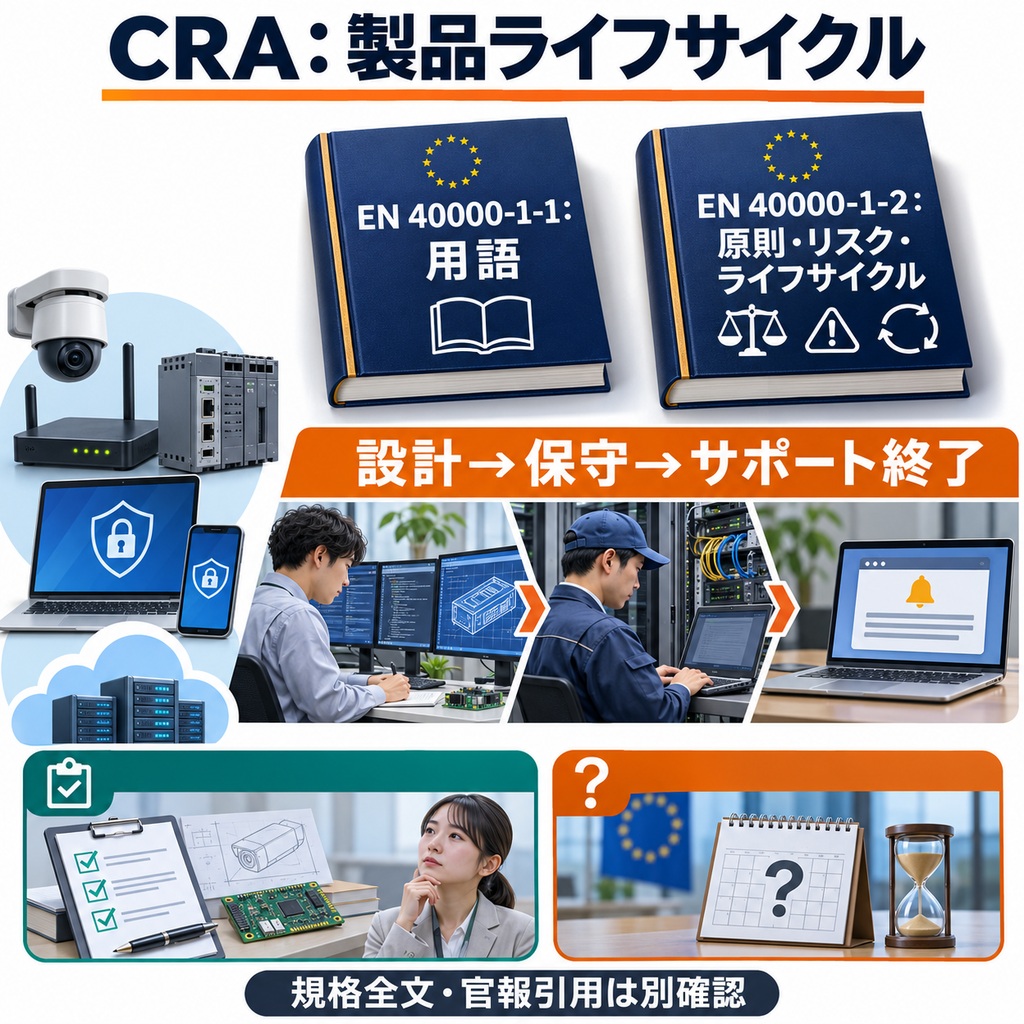 CRA：製品ライフサイクル
EN 40000-1-1：
用語
EN 40000-1-2：
原則・リスク・
ライフサイクル
設計→保守→サポート終了
?
?
規格全文・官報引用は別確認